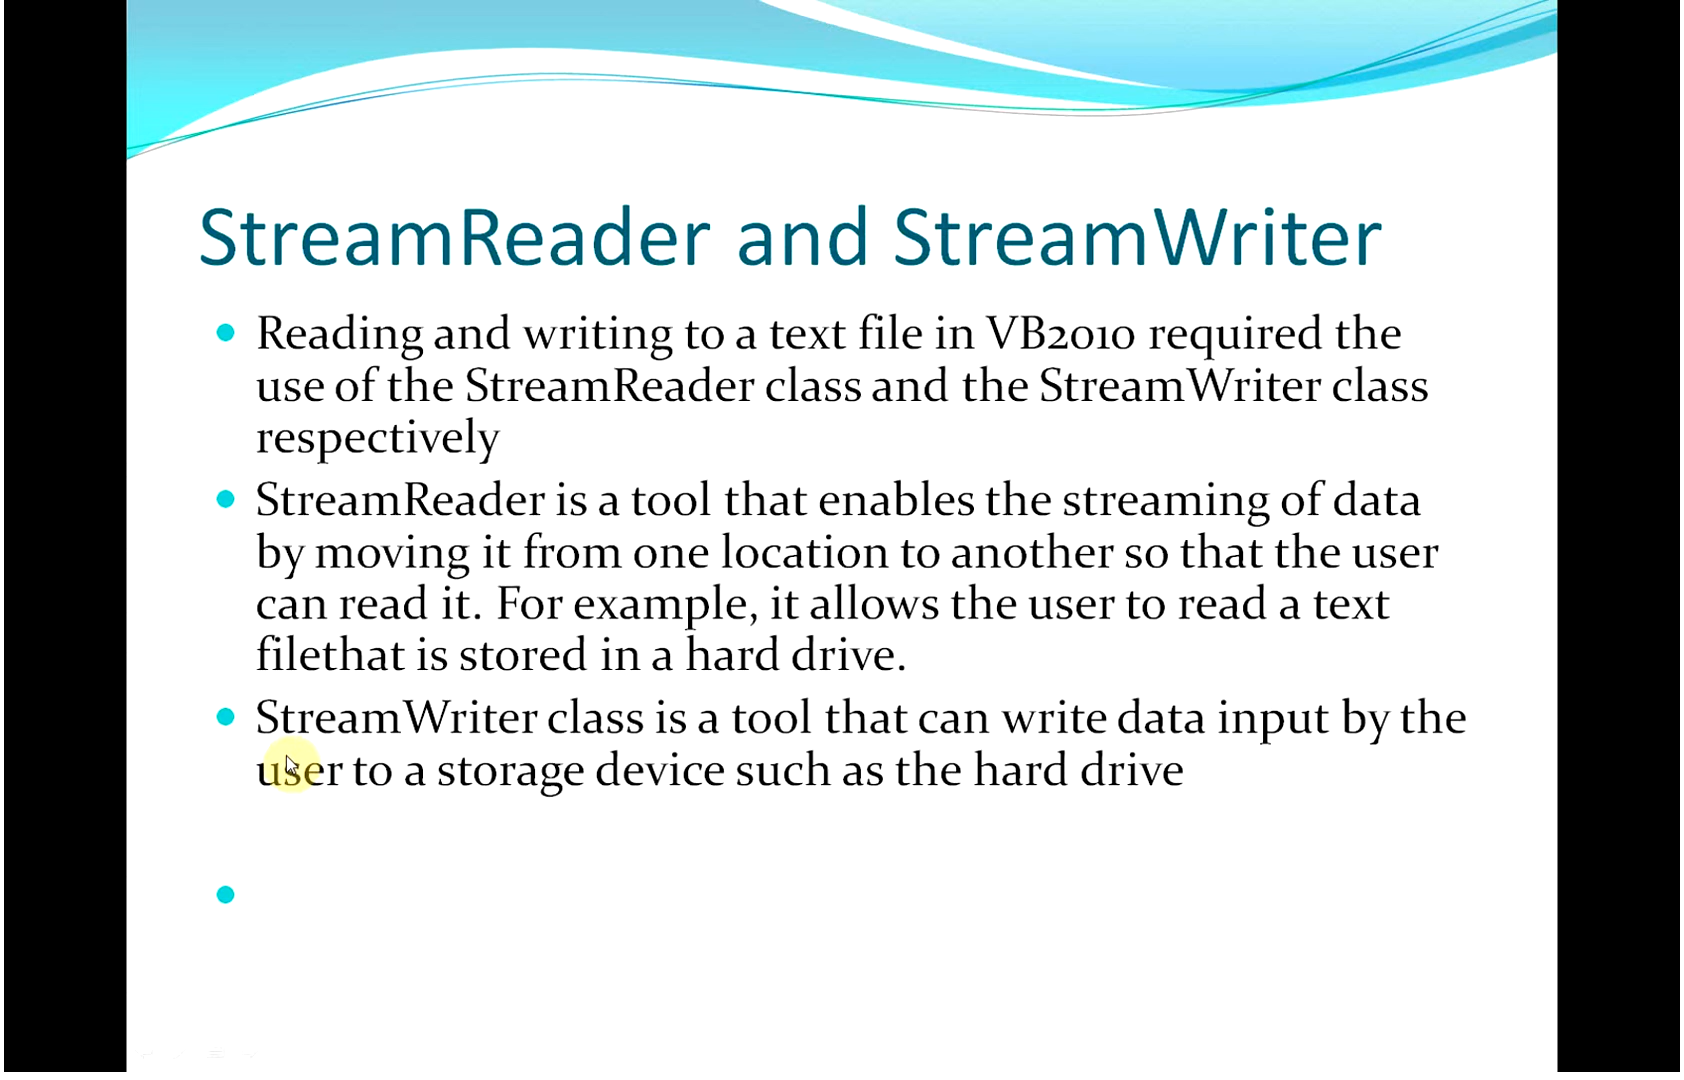 StreamReader and StreamWriter
Reading and writing to a text file in VB2010 required the
use of the StreamReader class and the StreamWriter class
respectively
StreamReader is a tool that enables the streaming of data
by moving it from one location to another so that the user
can read it. For example, it allows the user to read a text
filethat is stored in a hard drive.
StreamWriter class is a tool that can write data input by the
user to a storage device such as the hard drive